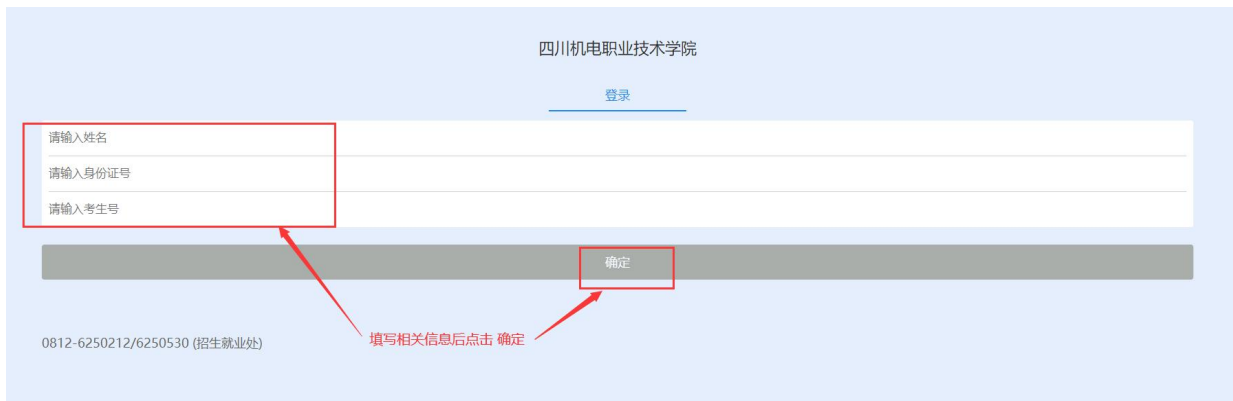 四川机电职业技术学院
登录
请输入姓名
请输入身份证号
请输入考生号
确定
填写相关信息后点击 确定
0812-6250212/6250530 (招生就业处)